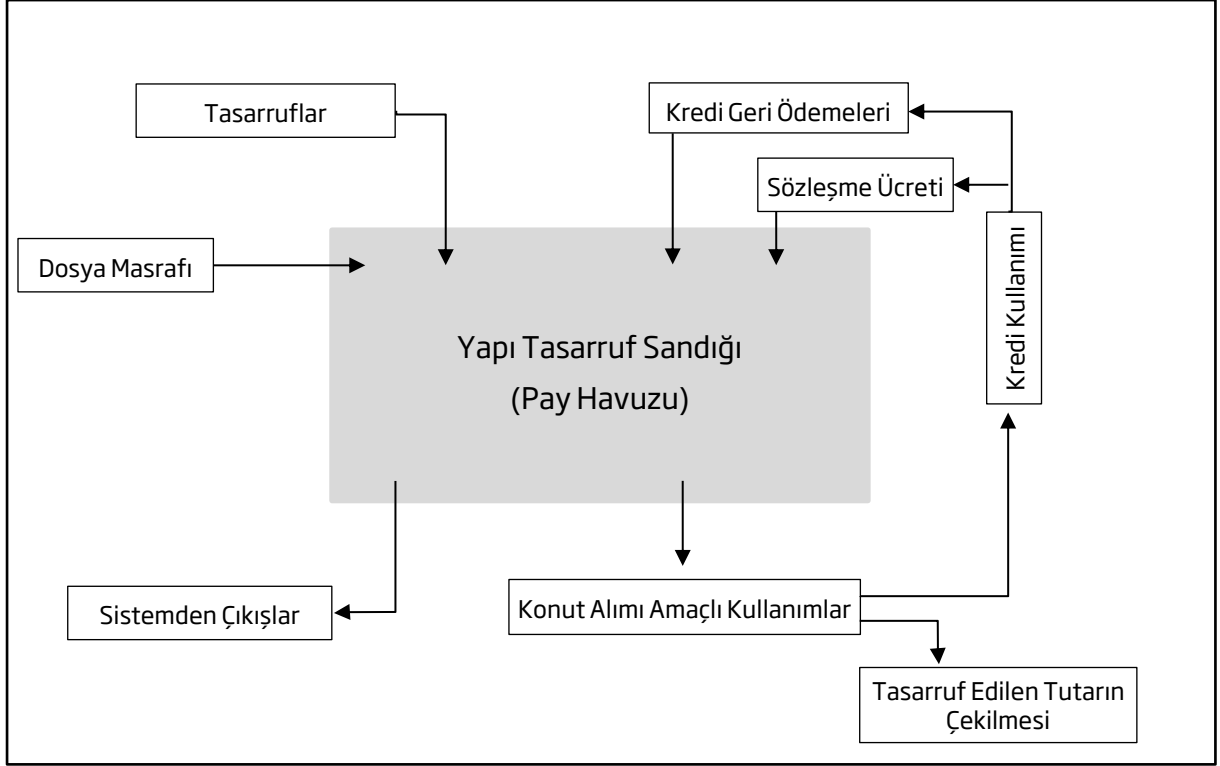 Tasarruflar
Kredi Geri Ödemeleri
Sözleşme Ücreti
Dosya Masrafı
Kredi Kullanımı
Yapı Tasarruf Sandığı
(Pay Havuzu)
Sistemden Çıkışlar
Konut Alımı Amaçlı Kullanımlar
Tasarruf Edilen Tutarın
Çekilmesi